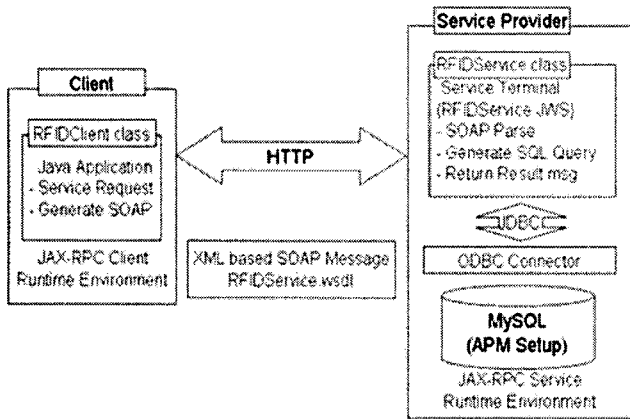 Client
RFIDClient class
Java Application
- Service Request
- Generate SOAP
JAX-RPC Client
Runtime Environment
HTTP
XML based SOAP Message
RFIDService.wsdl
Service Provider
RFIDService class
Service Terminal
(RFIDService.JWS)
- SOAP Parse
- Generate SQL Query
- Return Result msg
JDBC
ODBC Connector
MySQL
(APM Setup)
JAX-RPC Service
Runtime Environment